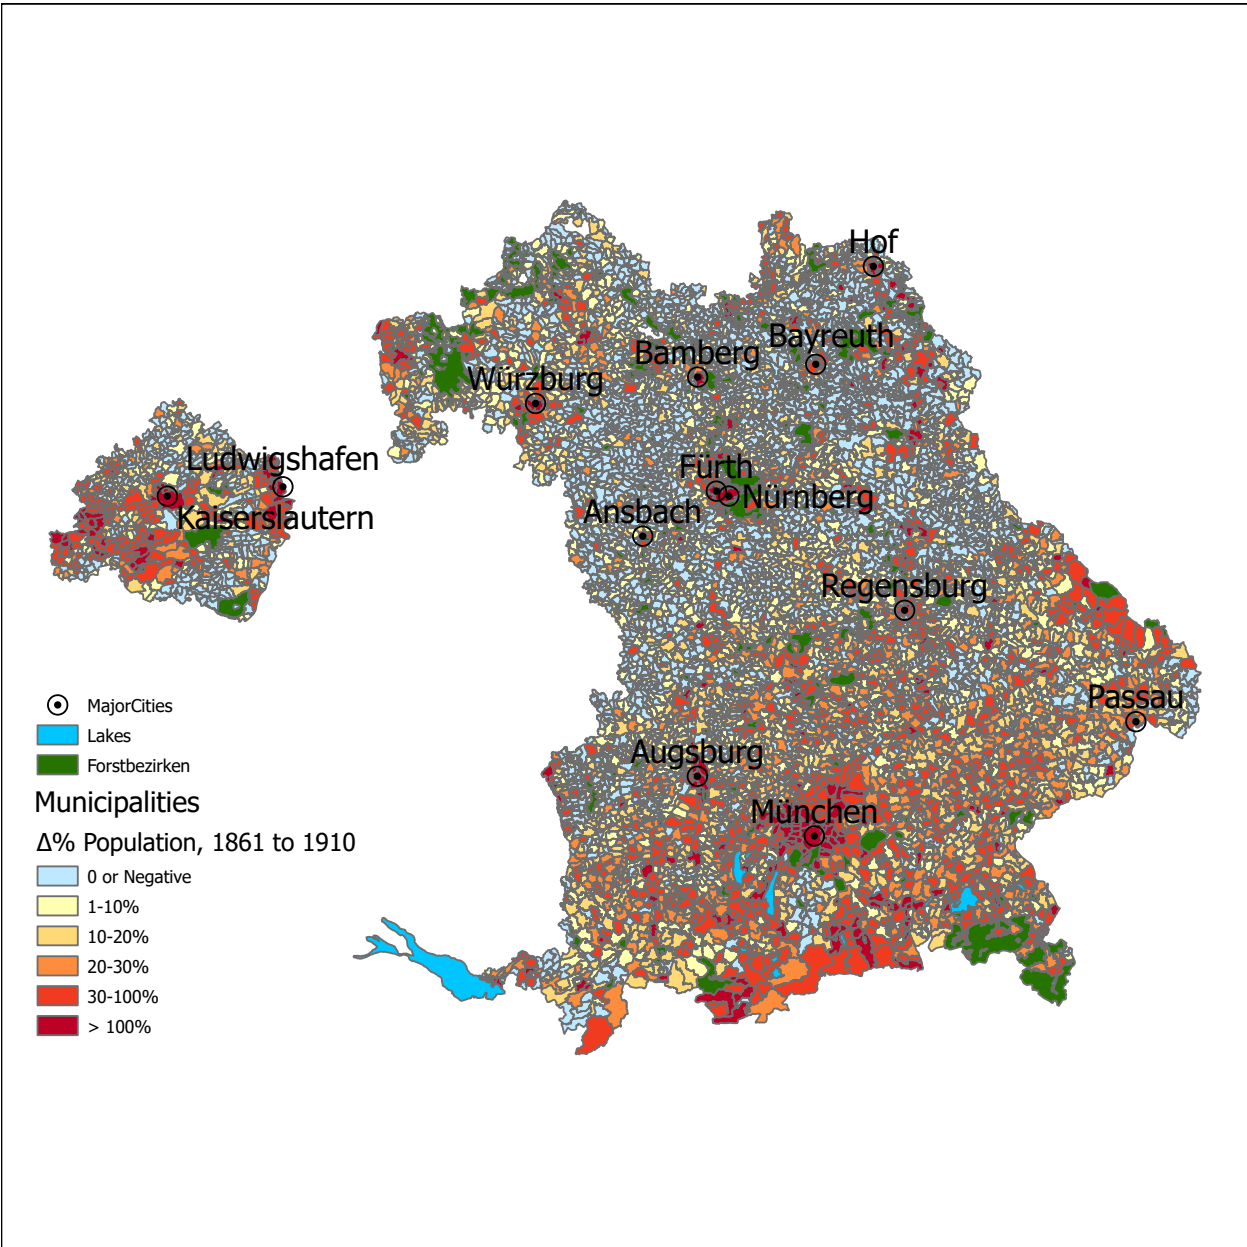 Hof
Bayreuth
Bamberg
Würzburg
Ludwigshafen
Fürth
Nürnberg
Kaiserslautern
Ansbach
Regensburg
Passau
Augsburg
München
MajorCities
Lakes
Forstbezirken
Municipalities
Δ% Population, 1861 to 1910
0 or Negative
1-10%
10-20%
20-30%
30-100%
> 100%